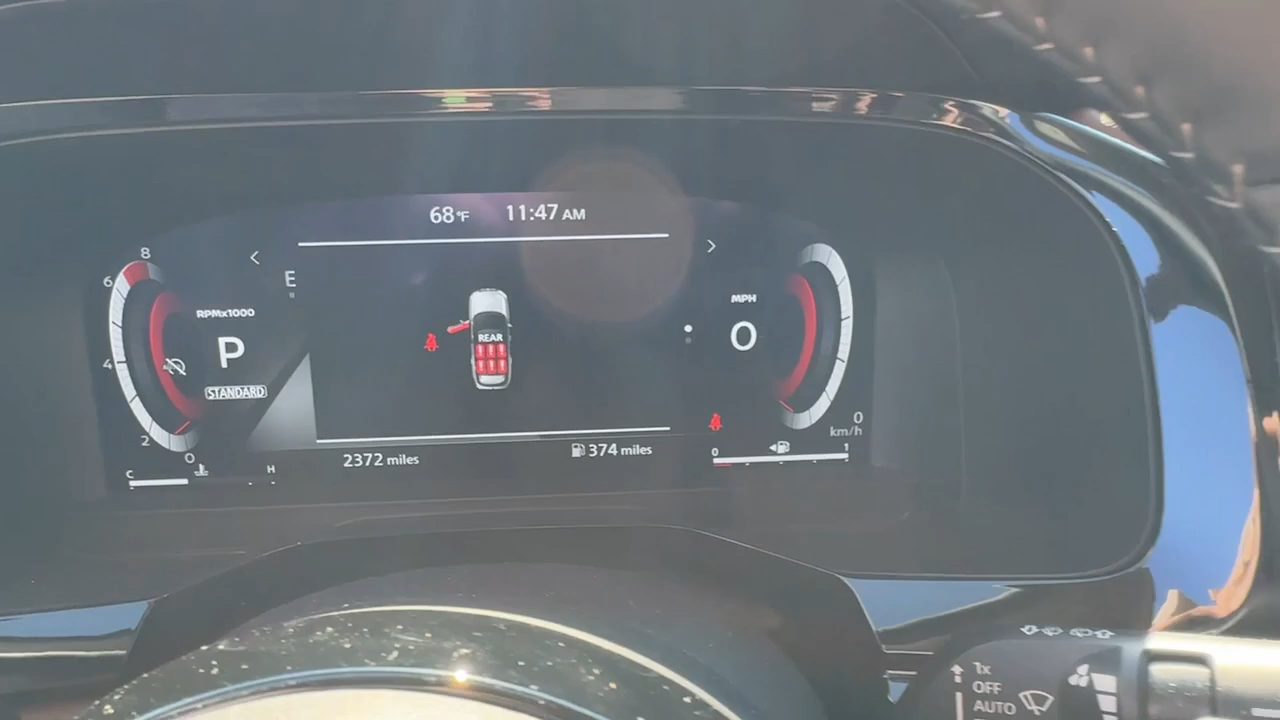 68°F 11:47 AM
8
6
4
2
0
RPMx1000
P
STANDARD
E
REAR
MPH
0
0
km/h
C H
2372 miles
374 miles
0 1
1x
OFF
AUTO